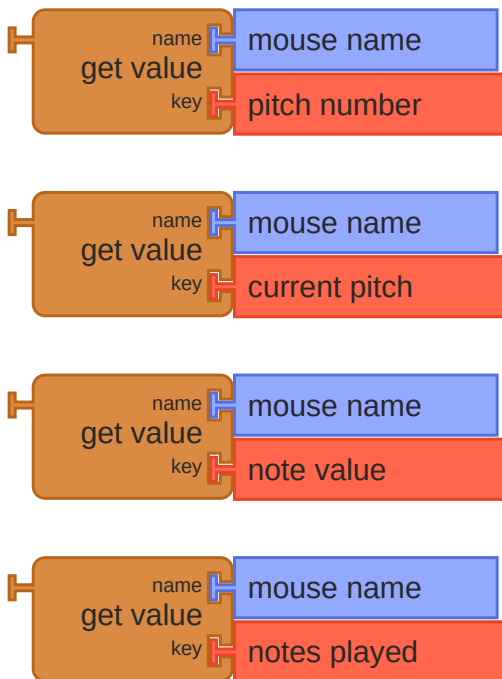 name mouse name
get value
key pitch number
name mouse name
get value
key current pitch
name mouse name
get value
key note value
name mouse name
get value
key notes played